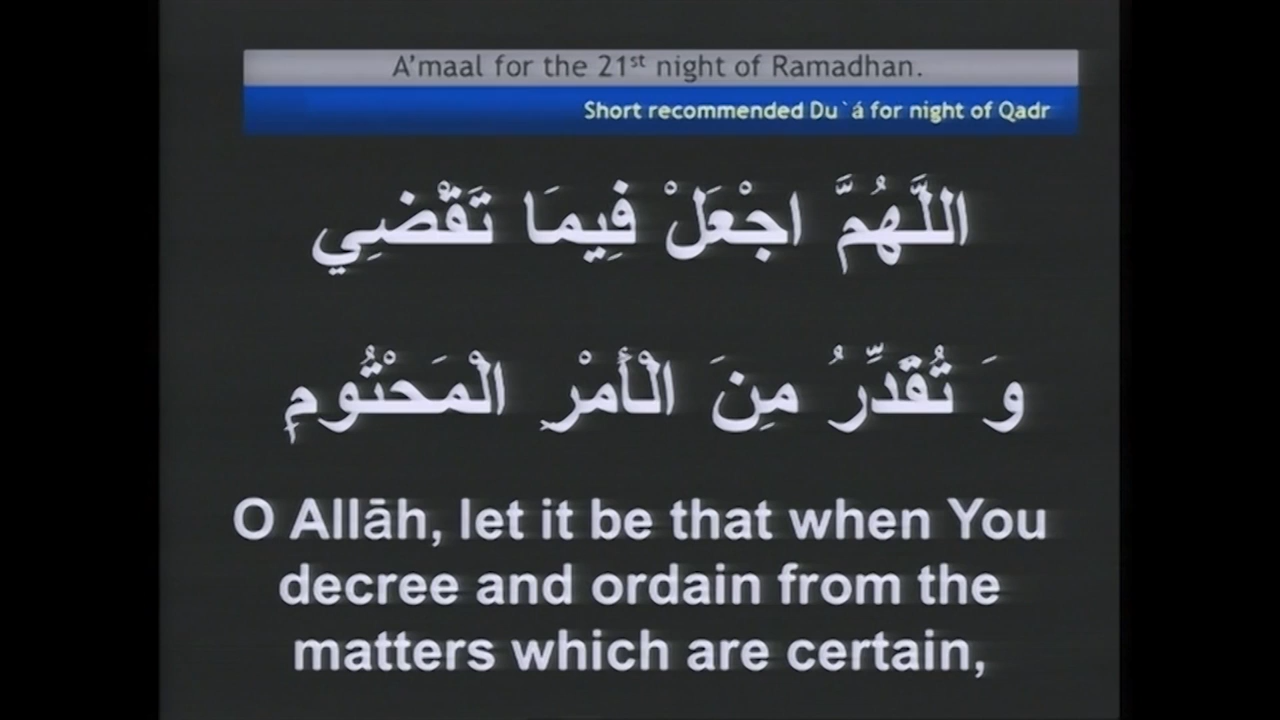 A'maal for the 21st night of Ramadhan.
Short recommended Du`á for night of Qadr
اللَّهُمَّ اجْعَلْ فِيمَا تَقْضِي
وَ تُقَدِّرُ مِنَ الْأَمْرِ الْمَحْتُومِ
O Allāh, let it be that when You
decree and ordain from the
matters which are certain,